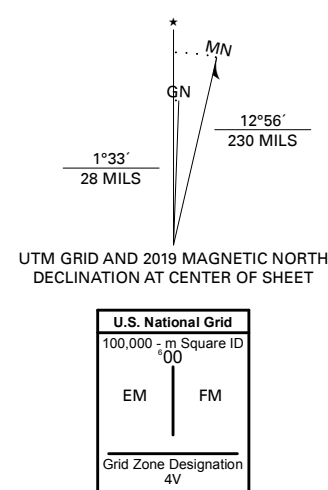 ★
MN
GN
12°56´
230 MILS
1°33´
28 MILS
UTM GRID AND 2019 MAGNETIC NORTH
DECLINATION AT CENTER OF SHEET
U.S. National Grid
100,000 - m Square ID
⁶00
EM FM
Grid Zone Designation
4V